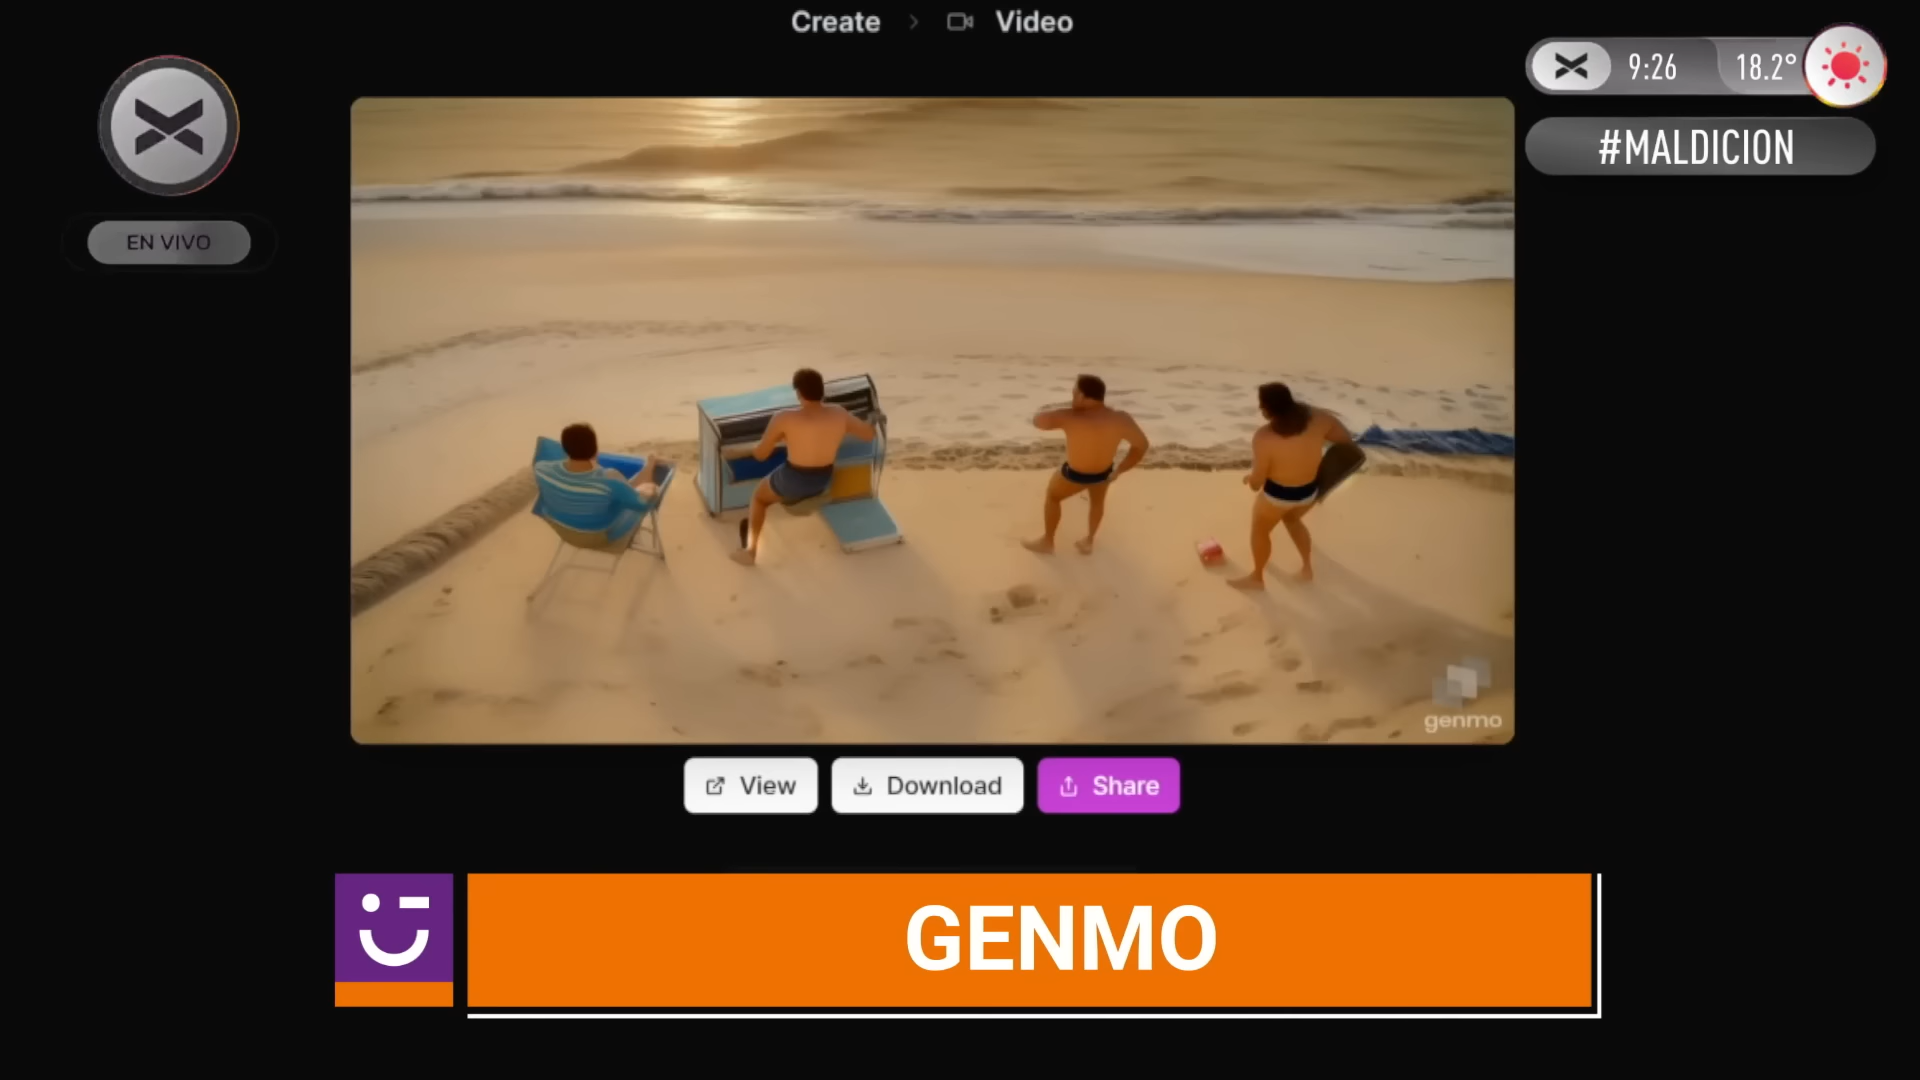 Create > Video
9:26 18.2°
#MALDICION
EN VIVO
genmo
View Download Share
GENMO